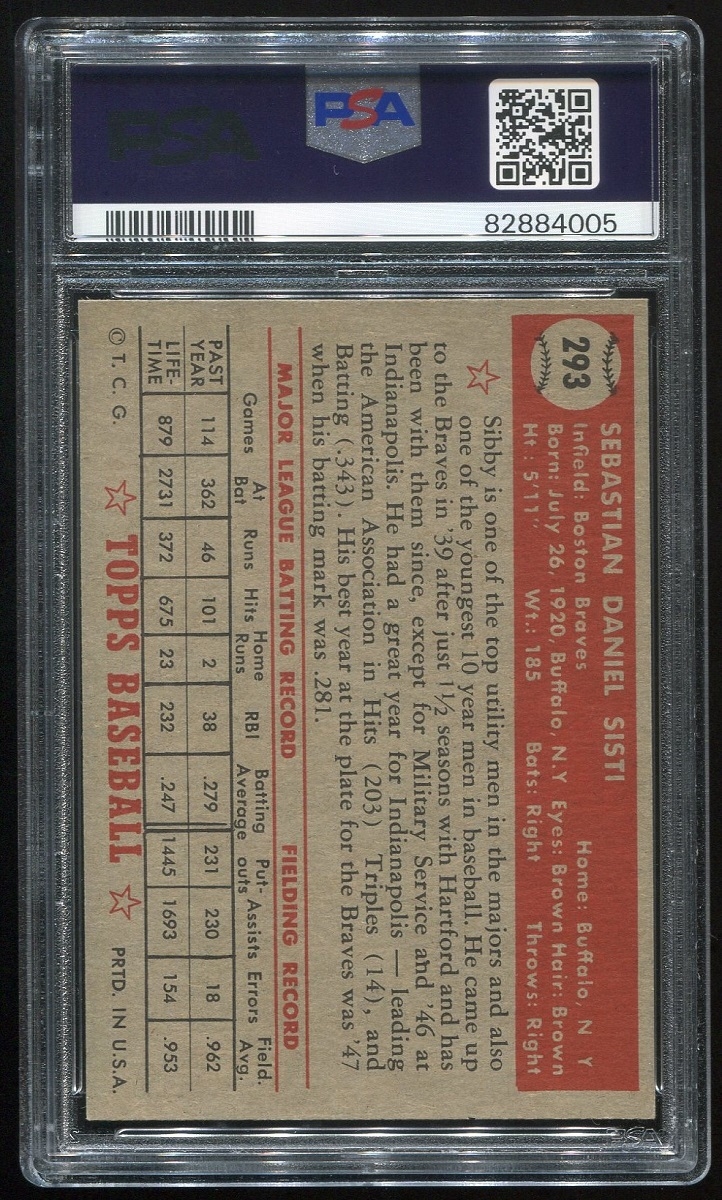 PSA
PSA
82884005
293
SEBASTIAN DANIEL SISTI
Infield: Boston Braves Home: Buffalo, N Y
Born: July 26, 1920, Buffalo, N.Y Eyes: Brown Hair: Brown
Ht.: 5'11" Wt.: 185 Bats: Right Throws: Right
Sibby is one of the top utility men in the majors and also
one of the youngest 10 year men in baseball. He came up
to the Braves in '39 after just 1½ seasons with Hartford and has
been with them since, except for Military Service and '46 at
Indianapolis. He had a great year for Indianapolis — leading
the American Association in Hits (203) Triples (14), and
Batting (.343). His best year at the plate for the Braves was '47
when his batting mark was .281.
MAJOR LEAGUE BATTING RECORD FIELDING RECORD
Games At Bat Runs Hits Home Runs RBI Batting Average Put-outs Assists Errors Field. Avg.
PAST YEAR 114 362 46 101 2 38 .279 231 230 18 .962
LIFE-TIME 879 2731 372 675 23 232 .247 1445 1693 154 .953
© T. C. G. TOPPS BASEBALL PRTD. IN U.S.A.
PSA